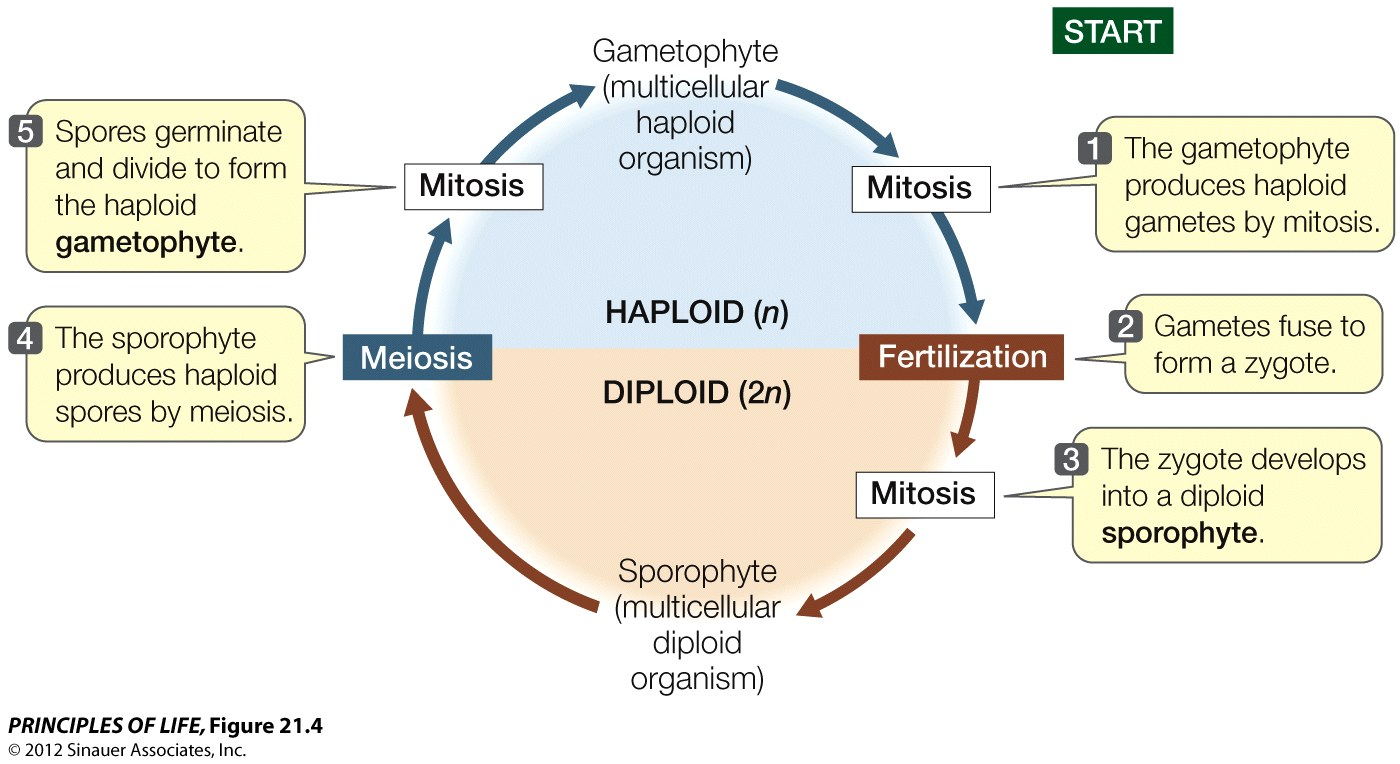 START
Gametophyte
(multicellular
haploid
organism)
1 The gametophyte
produces haploid
gametes by mitosis.
Mitosis
2 Gametes fuse to
form a zygote.
Fertilization
3 The zygote develops
into a diploid
sporophyte.
Mitosis
Sporophyte
(multicellular
diploid
organism)
4 The sporophyte
produces haploid
spores by meiosis.
Meiosis
5 Spores germinate
and divide to form
the haploid
gametophyte.
Mitosis
HAPLOID (n)
DIPLOID (2n)
PRINCIPLES OF LIFE, Figure 21.4
© 2012 Sinauer Associates, Inc.